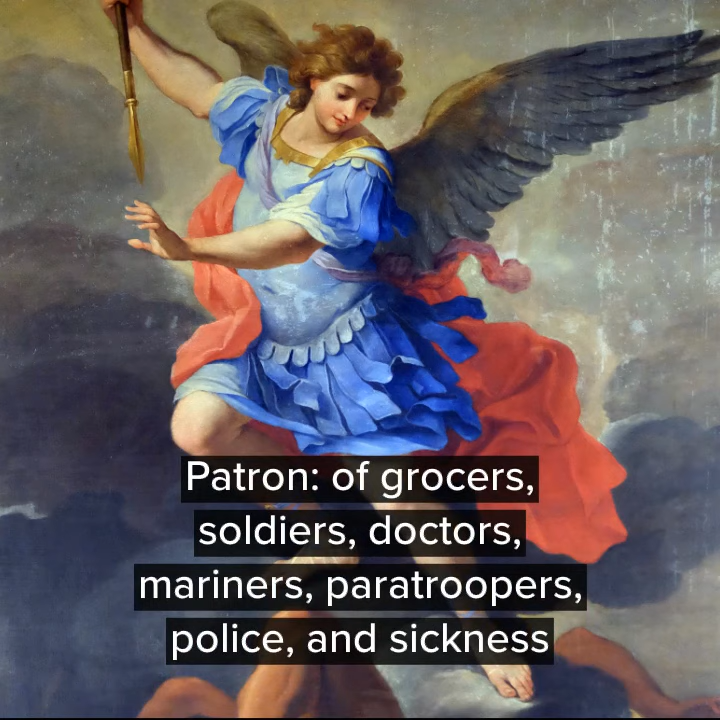 Patron: of grocers,
soldiers, doctors,
mariners, paratroopers,
police, and sickness